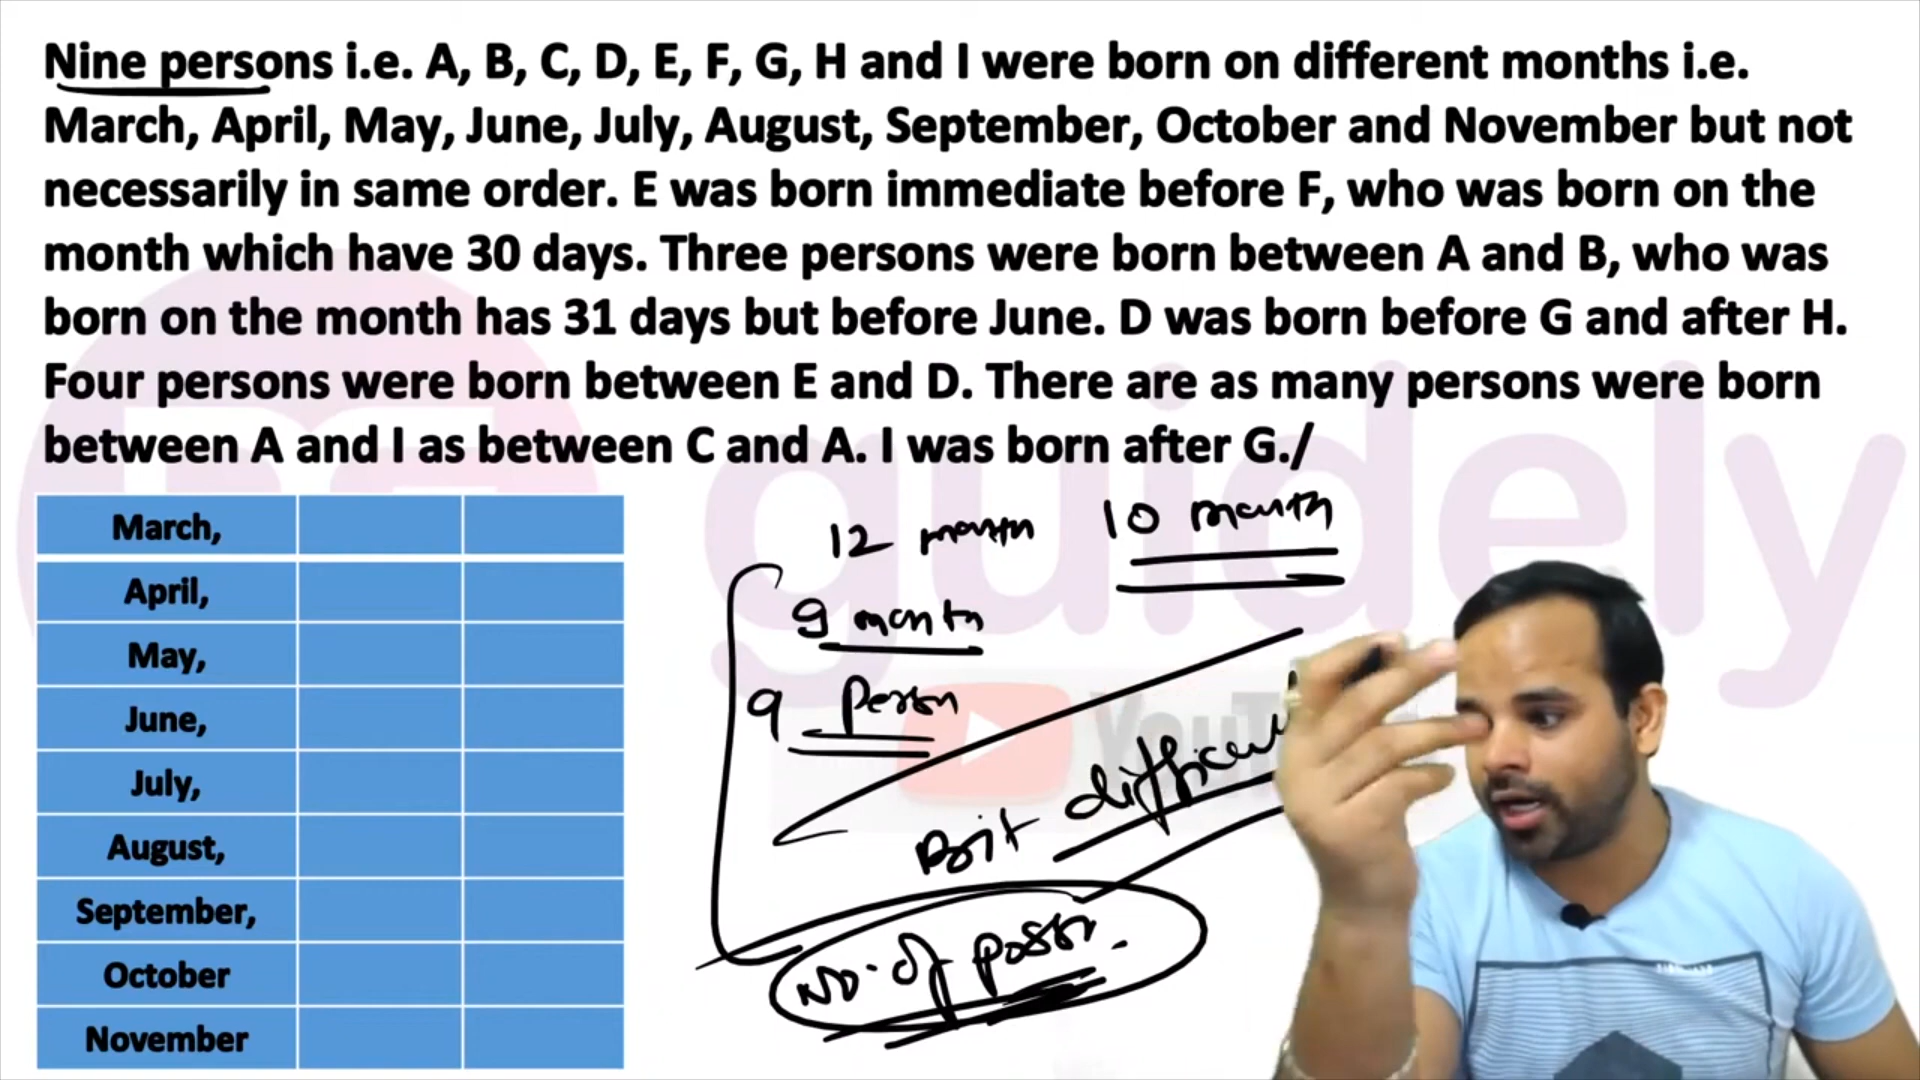 Nine persons i.e. A, B, C, D, E, F, G, H and I were born on different months i.e.
March, April, May, June, July, August, September, October and November but not
necessarily in same order. E was born immediate before F, who was born on the
month which have 30 days. Three persons were born between A and B, who was
born on the month has 31 days but before June. D was born before G and after H.
Four persons were born between E and D. There are as many persons were born
between A and I as between C and A. I was born after G./
guidely
YouT
March,
April,
May,
June,
July,
August,
September,
October
November
12 month
10 month
9 month
9 Person
difficul
No. of possi.